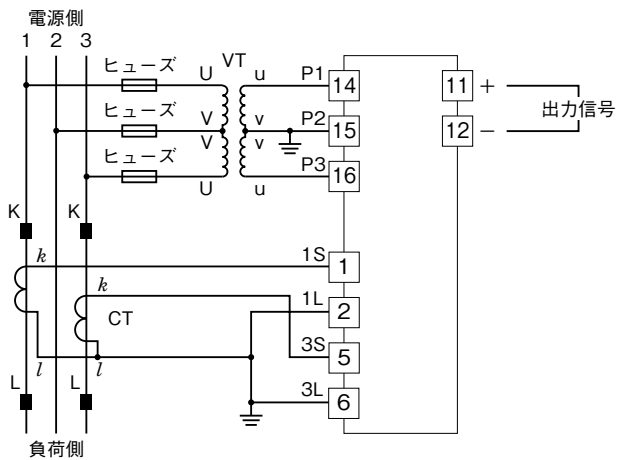 電源側
1 2 3
ヒューズ
U
VT
u
P1
14
11
+
ヒューズ
V
v
P2
15
12
−
出力信号
ヒューズ
V
v
U
u
P3
16
K
K
k
1S
1
k
1L
2
CT
3S
5
l
l
L
L
3L
6
負荷側